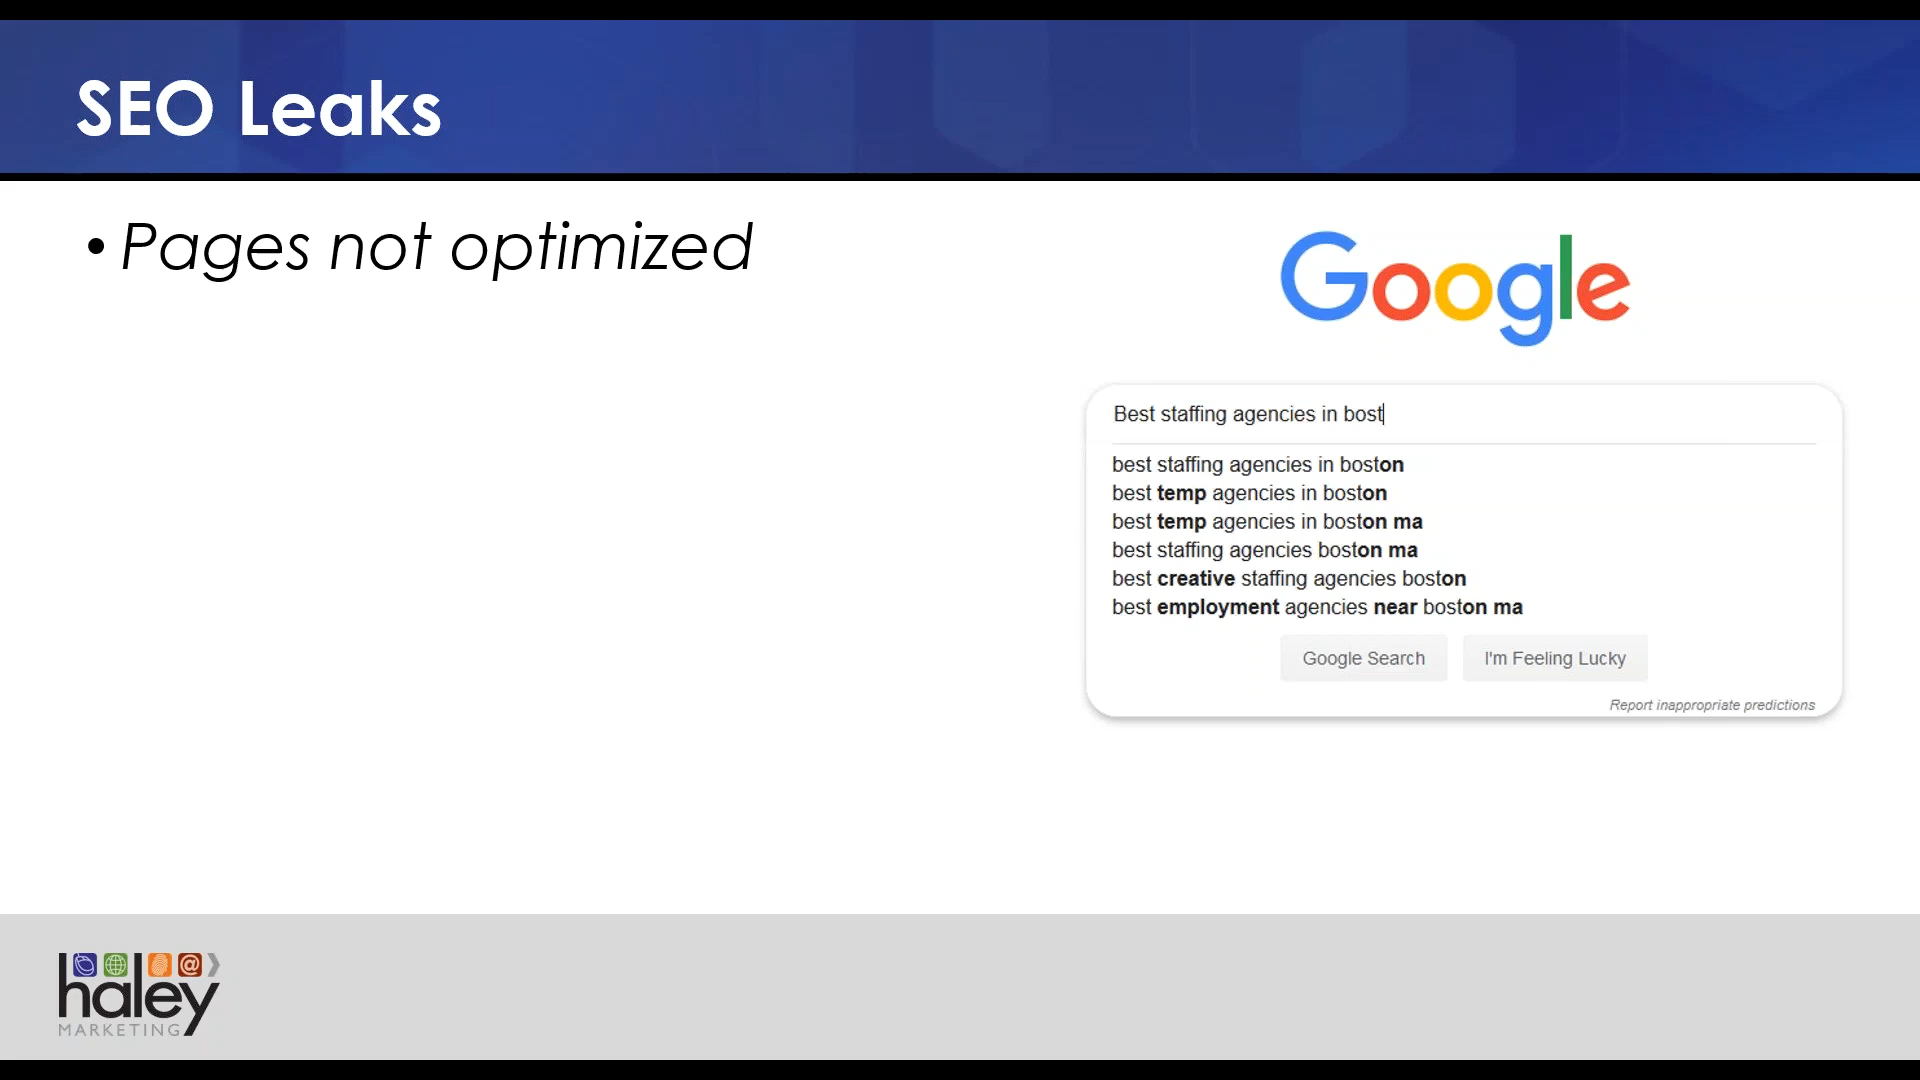 SEO Leaks
• Pages not optimized
Google
Best staffing agencies in bost
best staffing agencies in boston
best temp agencies in boston
best temp agencies in boston ma
best staffing agencies boston ma
best creative staffing agencies boston
best employment agencies near boston ma
Google Search
I'm Feeling Lucky
Report inappropriate predictions
@
haley
MARKETING